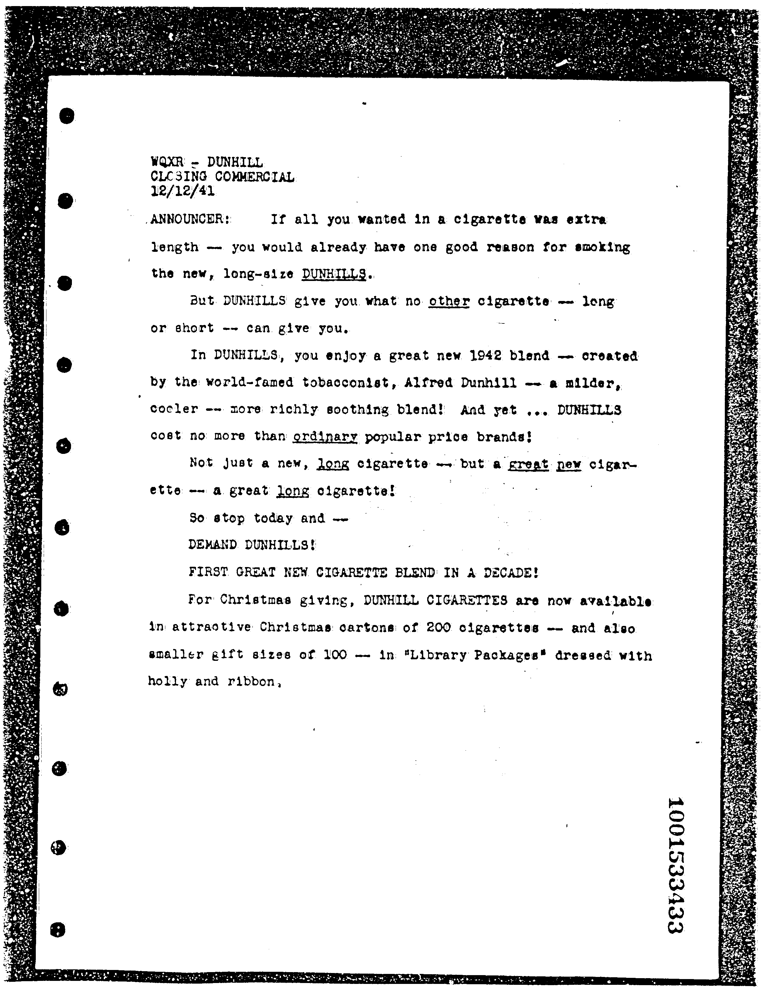 WQXR - DUNHILL
CLOSING COMMERCIAL
12/12/41
ANNOUNCER: If all you wanted in a cigarette was extra
length -- you would already have one good reason for smoking
the new, long-size DUNHILLS.
But DUNHILLS give you what no other cigarette -- long
or short -- can give you.
In DUNHILLS, you enjoy a great new 1942 blend -- created
by the world-famed tobacconist, Alfred Dunhill -- a milder,
cooler -- more richly soothing blend! And yet ... DUNHILLS
cost no more than ordinary popular price brands!
Not just a new, long cigarette -- but a great new cigar-
ette -- a great long cigarette!
So stop today and --
DEMAND DUNHILLS!
FIRST GREAT NEW CIGARETTE BLEND IN A DECADE!
For Christmas giving, DUNHILL CIGARETTES are now available
in attractive Christmas cartons of 200 cigarettes -- and also
smaller gift sizes of 100 -- in "Library Packages" dressed with
holly and ribbon.
1001533433